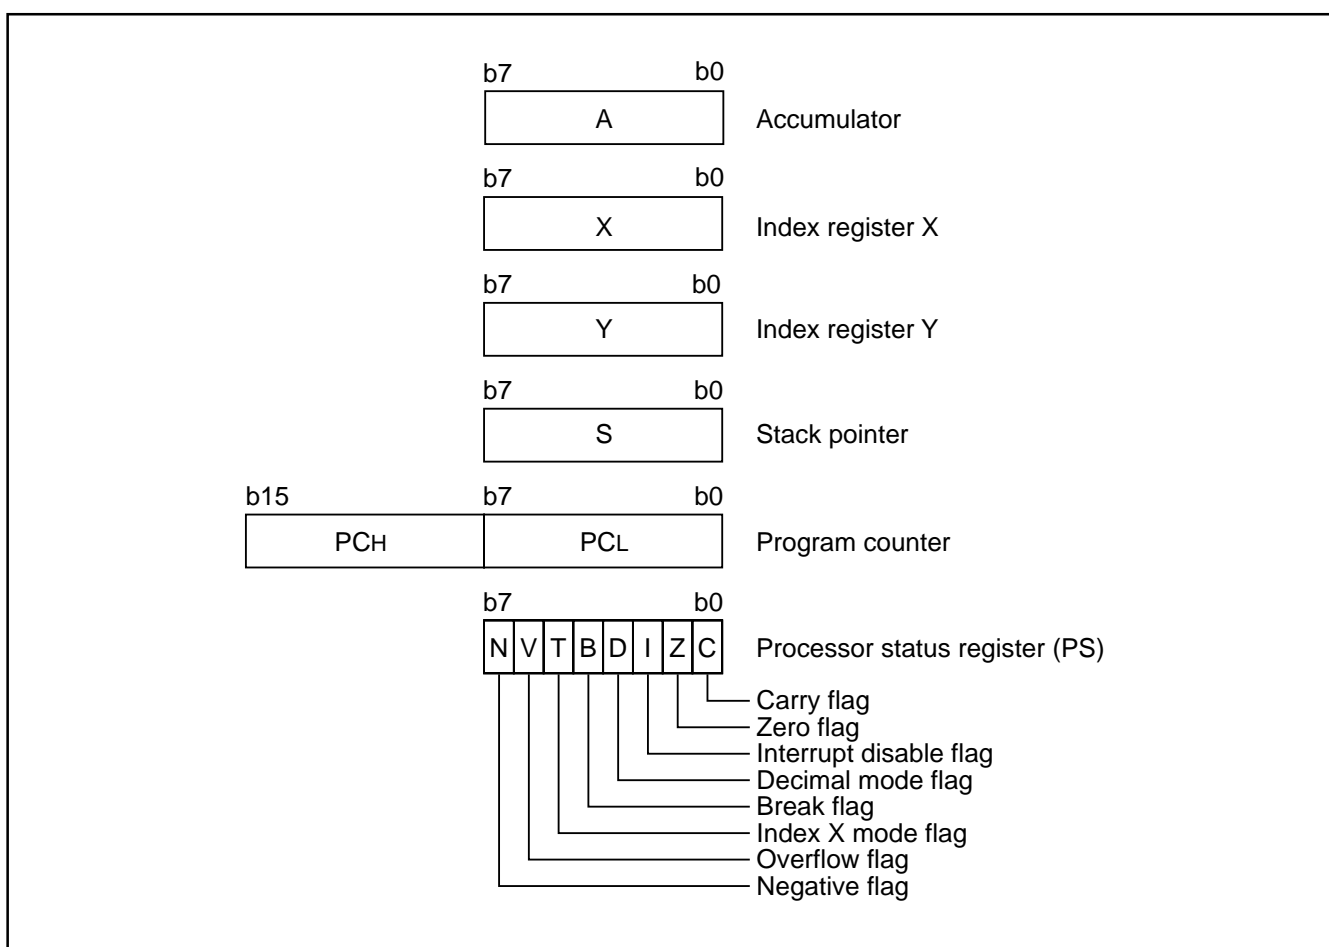 b7 b0
A Accumulator
b7 b0
X Index register X
b7 b0
Y Index register Y
b7 b0
S Stack pointer
b15 b7 b0
PCH PCL Program counter
b7 b0
N V T B D I Z C Processor status register (PS)
Carry flag
Zero flag
Interrupt disable flag
Decimal mode flag
Break flag
Index X mode flag
Overflow flag
Negative flag